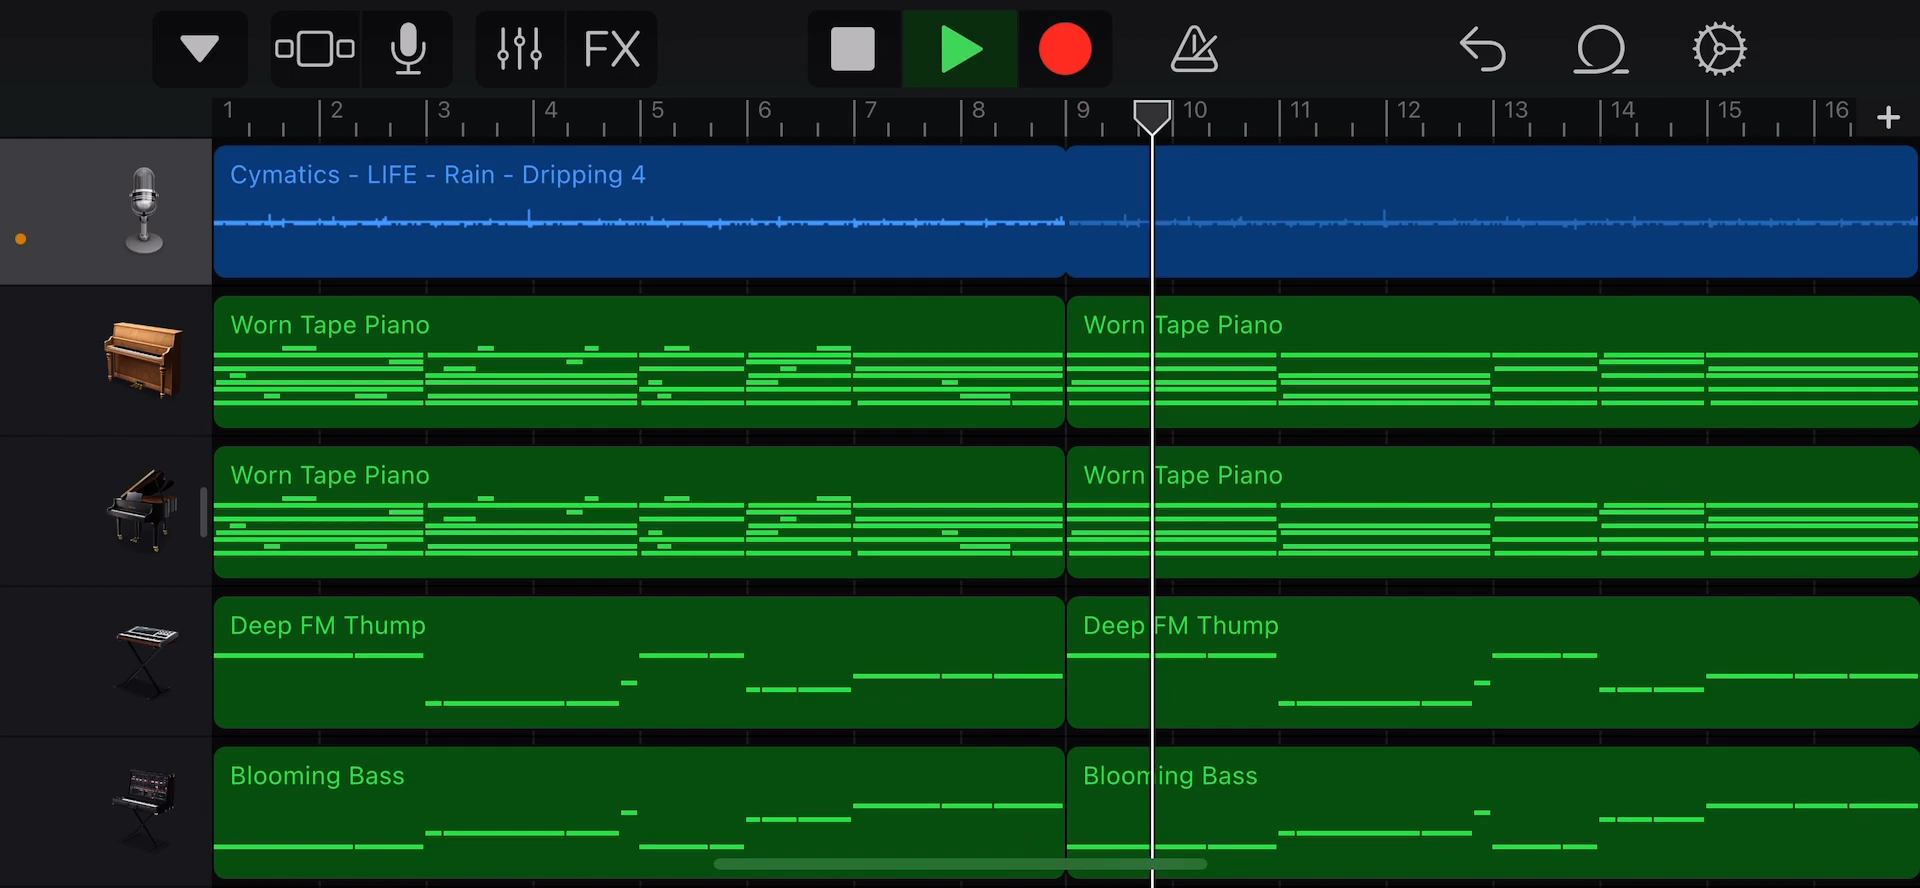 FX
1 2 3 4 5 6 7 8 9 10 11 12 13 14 15 16 +
Cymatics - LIFE - Rain - Dripping 4
Worn Tape Piano Worn Tape Piano
Worn Tape Piano Worn Tape Piano
Deep FM Thump Deep FM Thump
Blooming Bass Blooming Bass